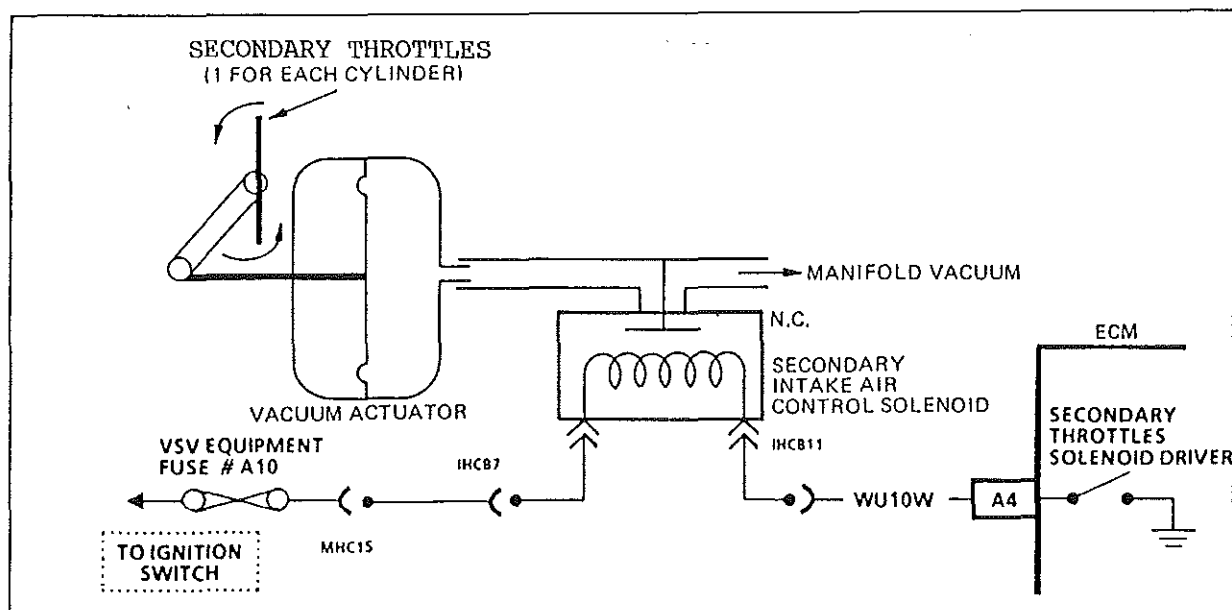 SECONDARY THROTTLES
(1 FOR EACH CYLINDER)
MANIFOLD VACUUM
N.C.
ECM
SECONDARY
INTAKE AIR
CONTROL SOLENOID
VACUUM ACTUATOR
SECONDARY
THROTTLES
SOLENOID DRIVER
VSV EQUIPMENT
FUSE # A10
IHCB7
IHCB11
WU10W
A4
MHC15
TO IGNITION
SWITCH